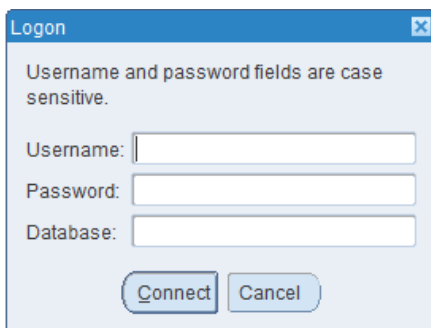 Logon
Username and password fields are case
sensitive.
Username:
Password:
Database:
Connect Cancel